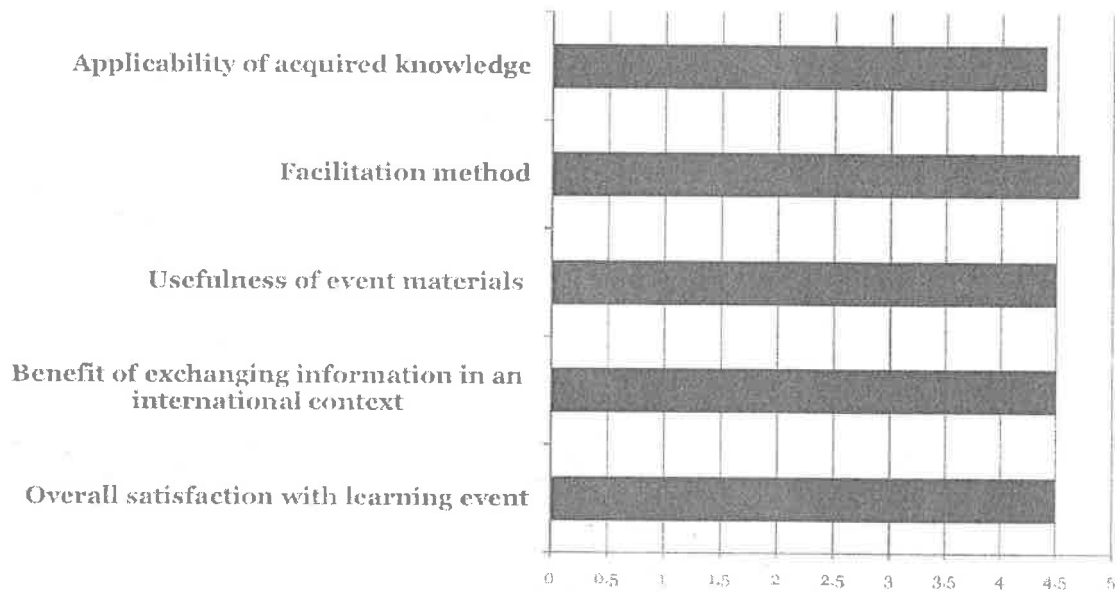 Applicability of acquired knowledge
Facilitation method
Usefulness of event materials
Benefit of exchanging information in an
international context
Overall satisfaction with learning event
0 0.5 1 1.5 2 2.5 3 3.5 4 4.5 5